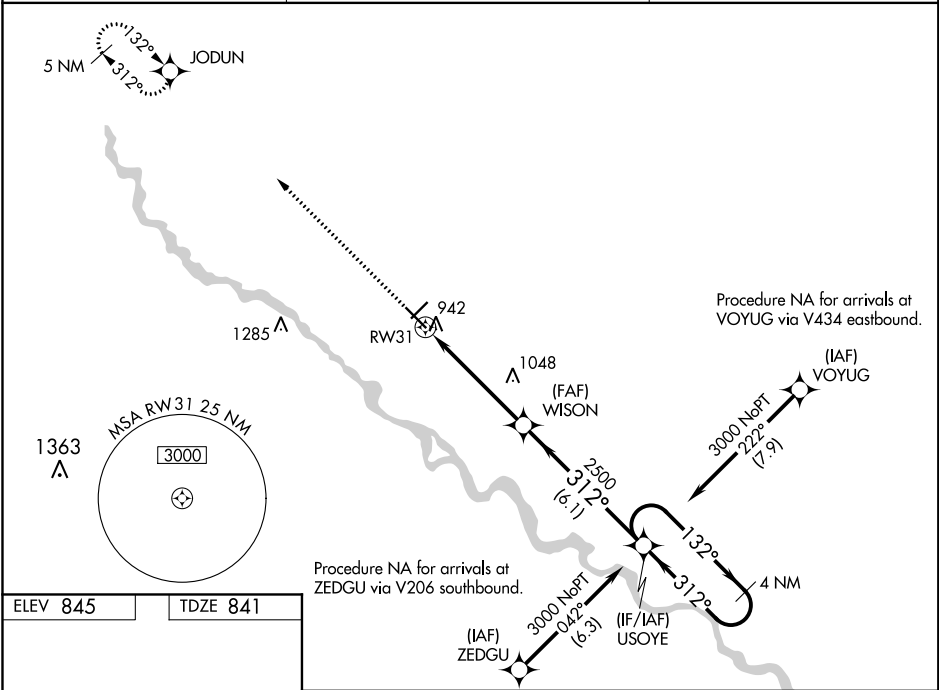 132°
312°
5 NM
JODUN
942
RW31
1285
1048
(FAF)
WISON
Procedure NA for arrivals at
VOYUG via V434 eastbound.
(IAF)
VOYUG
3000 NoPT
222°
(7.9)
MSA RW31 25 NM
3000
1363
2500
312°
(6.1)
132°
312°
4 NM
Procedure NA for arrivals at
ZEDGU via V206 southbound.
3000 NoPT
042°
(6.3)
(IF/IAF)
USOYE
(IAF)
ZEDGU
ELEV 845
TDZE 841